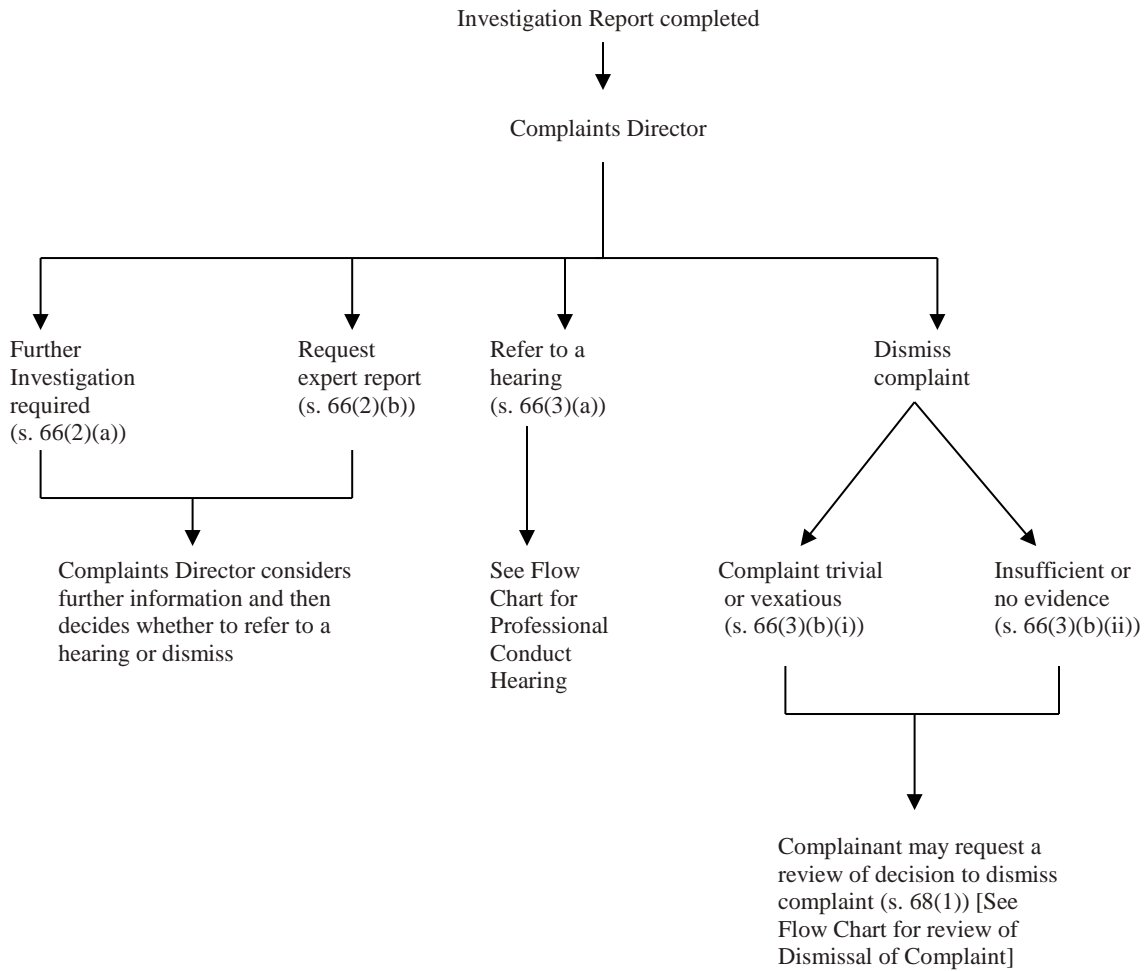 Investigation Report completed
Complaints Director
Further
Investigation
required
(s. 66(2)(a))
Request
expert report
(s. 66(2)(b))
Refer to a
hearing
(s. 66(3)(a))
Dismiss
complaint
Complaints Director considers
further information and then
decides whether to refer to a
hearing or dismiss
See Flow
Chart for
Professional
Conduct
Hearing
Complaint trivial
or vexatious
(s. 66(3)(b)(i))
Insufficient or
no evidence
(s. 66(3)(b)(ii))
Complainant may request a
review of decision to dismiss
complaint (s. 68(1)) [See
Flow Chart for review of
Dismissal of Complaint]